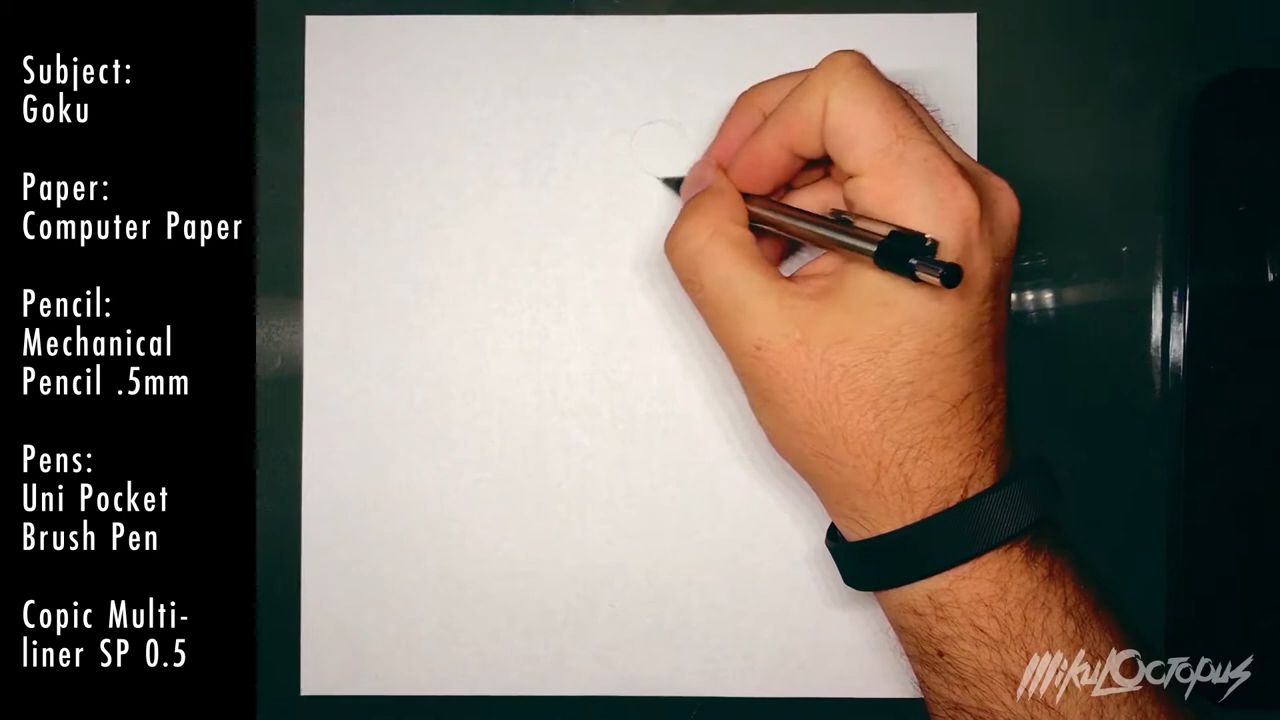 Subject:
Goku
Paper:
Computer Paper
Pencil:
Mechanical
Pencil .5mm
Pens:
Uni Pocket
Brush Pen
Copic Multi-
liner SP 0.5
MikulOctopus